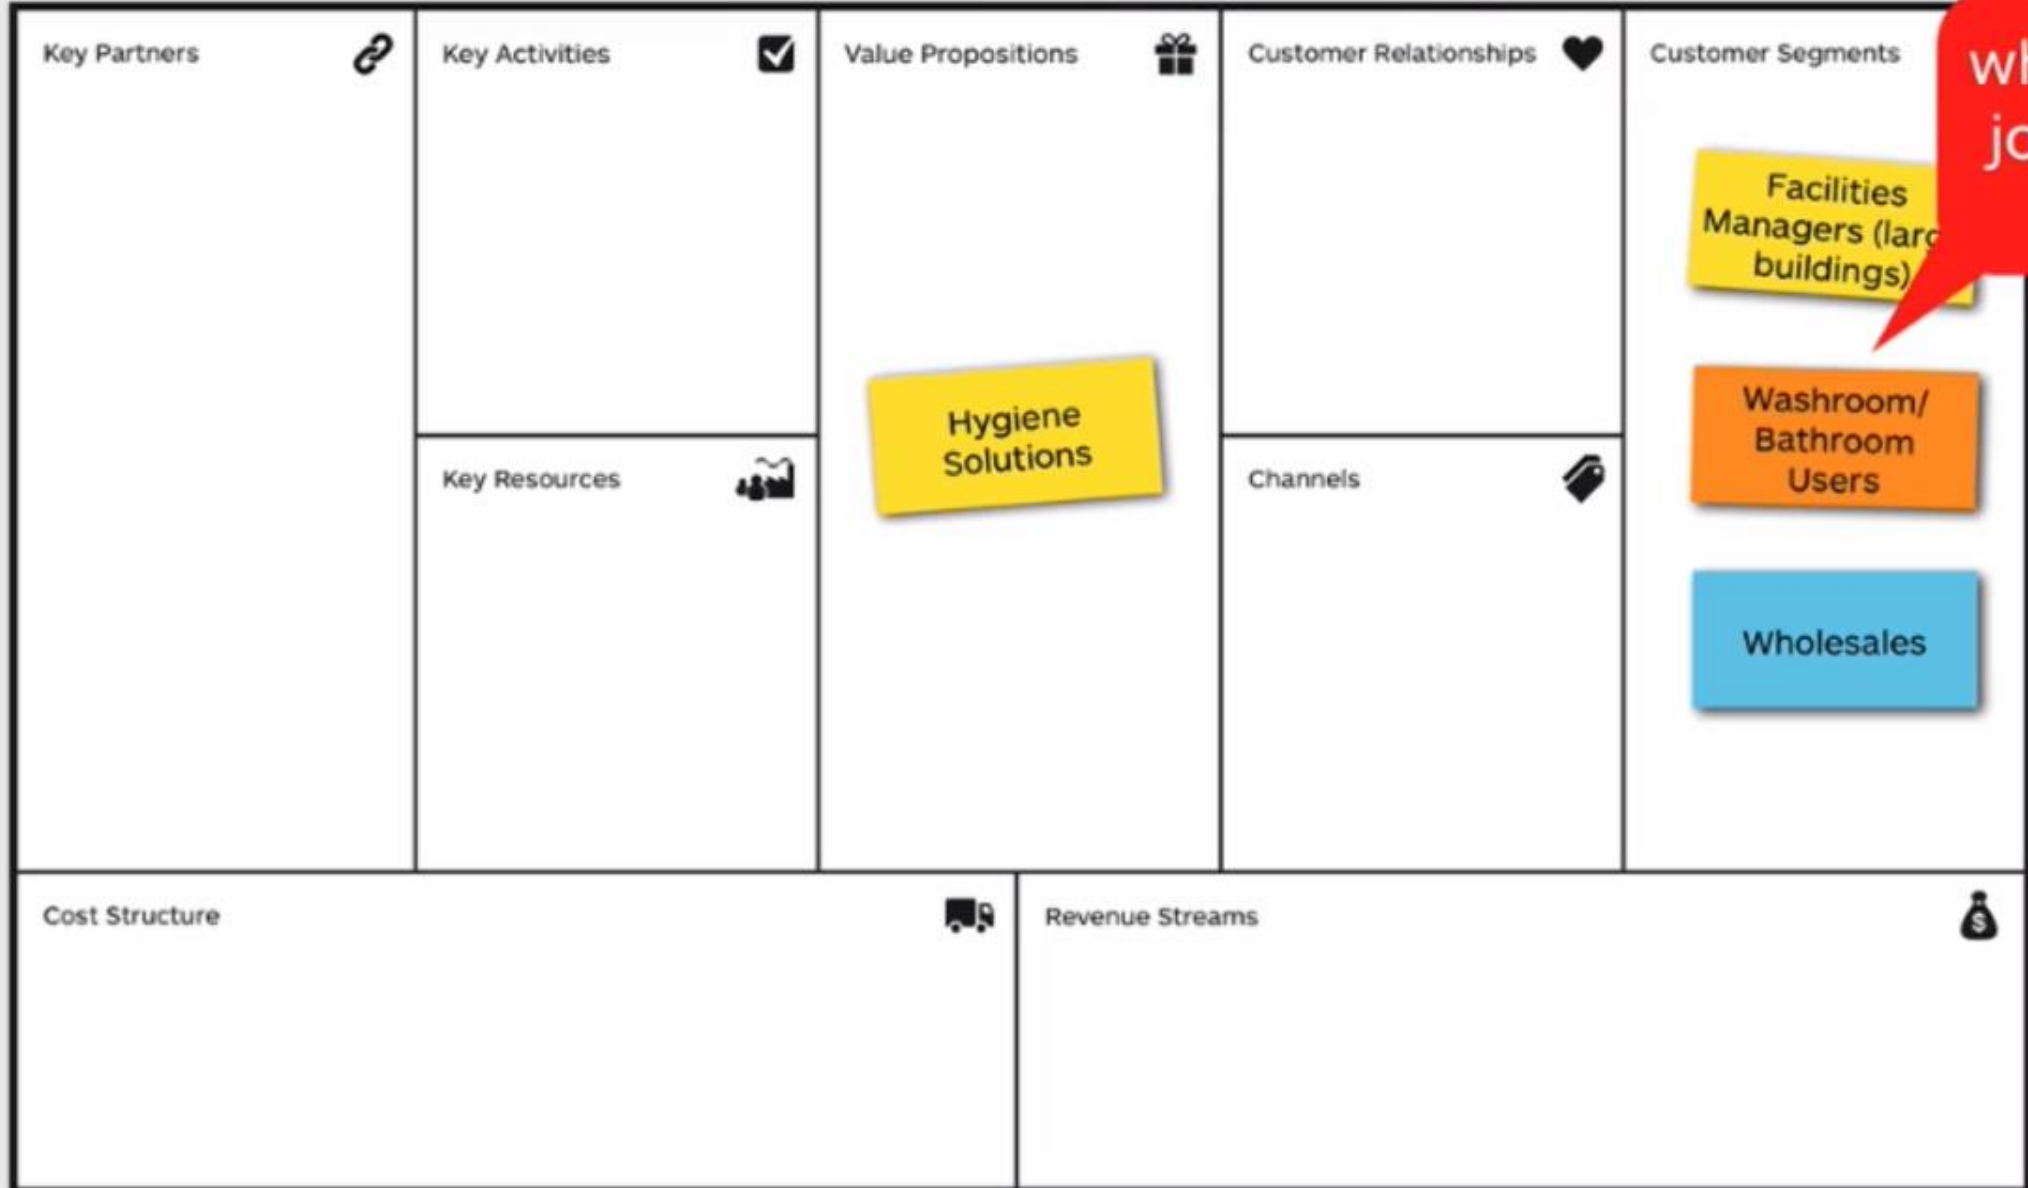 Key Partners
Key Activities
Value Propositions
Customer Relationships
Customer Segments
Facilities
Managers
buildings)
Hygiene
Solutions
Washroom/
Bathroom
Users
Key Resources
Channels
Wholesales
Cost Structure
Revenue Streams
$